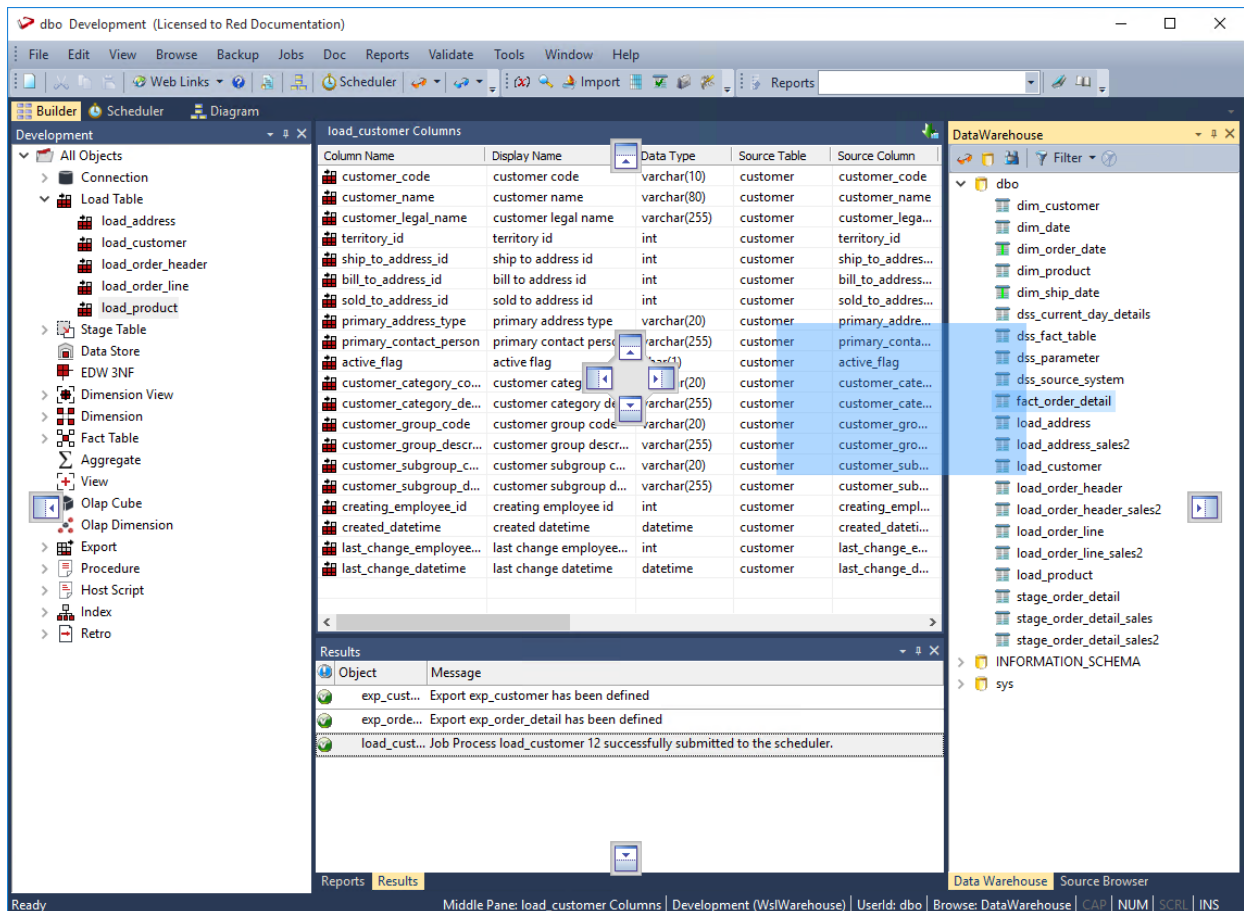 dbo Development (Licensed to Red Documentation)
File Edit View Browse Backup Jobs Doc Reports Validate Tools Window Help
Web Links Scheduler (x) Import Reports
Builder Scheduler Diagram
Development
All Objects
Connection
Load Table
load_address
load_customer
load_order_header
load_order_line
load_product
Stage Table
Data Store
EDW 3NF
Dimension View
Dimension
Fact Table
Aggregate
View
Olap Cube
Olap Dimension
Export
Procedure
Host Script
Index
Retro
load_customer Columns
Column Name Display Name Data Type Source Table Source Column
customer_code customer code varchar(10) customer customer_code
customer_name customer name varchar(80) customer customer_name
customer_legal_name customer legal name varchar(255) customer customer_lega...
territory_id territory id int customer territory_id
ship_to_address_id ship to address id int customer ship_to_addres...
bill_to_address_id bill to address id int customer bill_to_address...
sold_to_address_id sold to address id int customer sold_to_addres...
primary_address_type primary address type varchar(20) customer primary_addre...
primary_contact_person primary contact perso varchar(255) customer primary_conta...
active_flag active flag customer active_flag
customer_category_co... customer categ r(20) customer customer_cate...
customer_category_de... customer category de varchar(255) customer customer_cate...
customer_group_code customer group code varchar(20) customer customer_gro...
customer_group_descr... customer group descr... varchar(255) customer customer_gro...
customer_subgroup_c... customer subgroup c... varchar(20) customer customer_sub...
customer_subgroup_d... customer subgroup d... varchar(255) customer customer_sub...
creating_employee_id creating employee id int customer creating_empl...
created_datetime created datetime datetime customer created_dateti...
last_change_employee... last change employee... int customer last_change_e...
last_change_datetime last change datetime datetime customer last_change_d...
Results
Object Message
exp_cust... Export exp_customer has been defined
exp_orde... Export exp_order_detail has been defined
load_cust... Job Process load_customer 12 successfully submitted to the scheduler.
Reports Results
DataWarehouse
Filter
dbo
dim_customer
dim_date
dim_order_date
dim_product
dim_ship_date
dss_current_day_details
dss_fact_table
dss_parameter
dss_source_system
fact_order_detail
load_address
load_address_sales2
load_customer
load_order_header
load_order_header_sales2
load_order_line
load_order_line_sales2
load_product
stage_order_detail
stage_order_detail_sales
stage_order_detail_sales2
INFORMATION_SCHEMA
sys
Data Warehouse Source Browser
Ready Middle Pane: load_customer Columns Development (WslWarehouse) UserId: dbo Browse: DataWarehouse CAP NUM SCRL INS